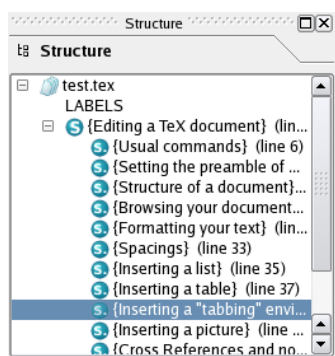 Structure
Structure
test.tex
LABELS
{Editing a TeX document} (lin...
{Usual commands} (line 6)
{Setting the preamble of ...
{Structure of a document}...
{Browsing your document...
{Formatting your text} (lin...
{Spacings} (line 33)
{Inserting a list} (line 35)
{Inserting a table} (line 37)
{Inserting a "tabbing" envi...
{Inserting a picture} (line ...
{Cross References and no...